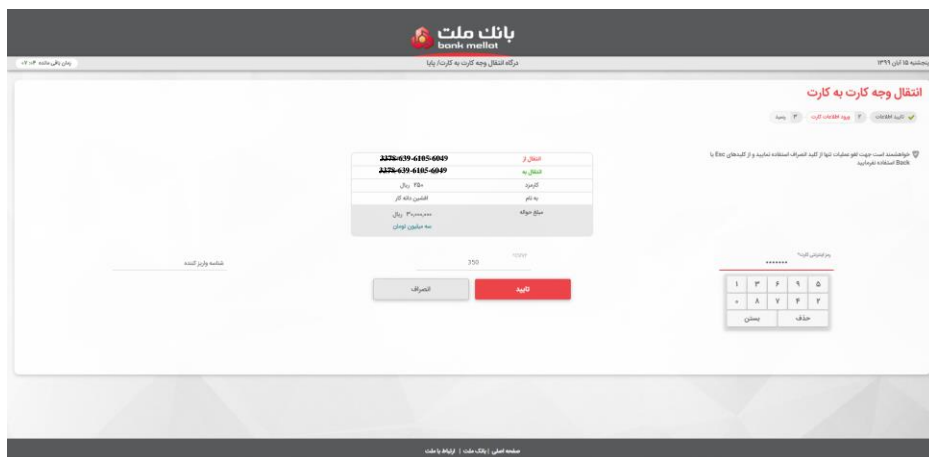 بانک ملت
bank mellat
پنجشنبه ۱۵ آبان ۱۳۹۹
درگاه انتقال وجه کارت به کارت/ پایا
زمان باقی مانده
انتقال وجه کارت به کارت
تایید اطلاعات ۲ ورود اطلاعات کارت ۳ رسید
خواهشمند است جهت لغو عملیات تنها از کلید انصراف استفاده نمایید و از کلیدهای Esc یا
Back استفاده نفرمایید
انتقال از 3378-639-6105-6049
انتقال به 3378-639-6105-6049
کارمزد ۲۵۰ ریال
به نام افشین دانه کار
مبلغ حواله ۳۰,۰۰۰,۰۰۰ ریال
سه میلیون تومان
رمز اینترنتی کارت*
350
شناسه واریز کننده
۵ ۹ ۶ ۳ ۱
۲ ۴ ۷ ۸ ۰
حذف بستن
تایید
انصراف
صفحه اصلی | بانک ملت | ارتباط با ملت